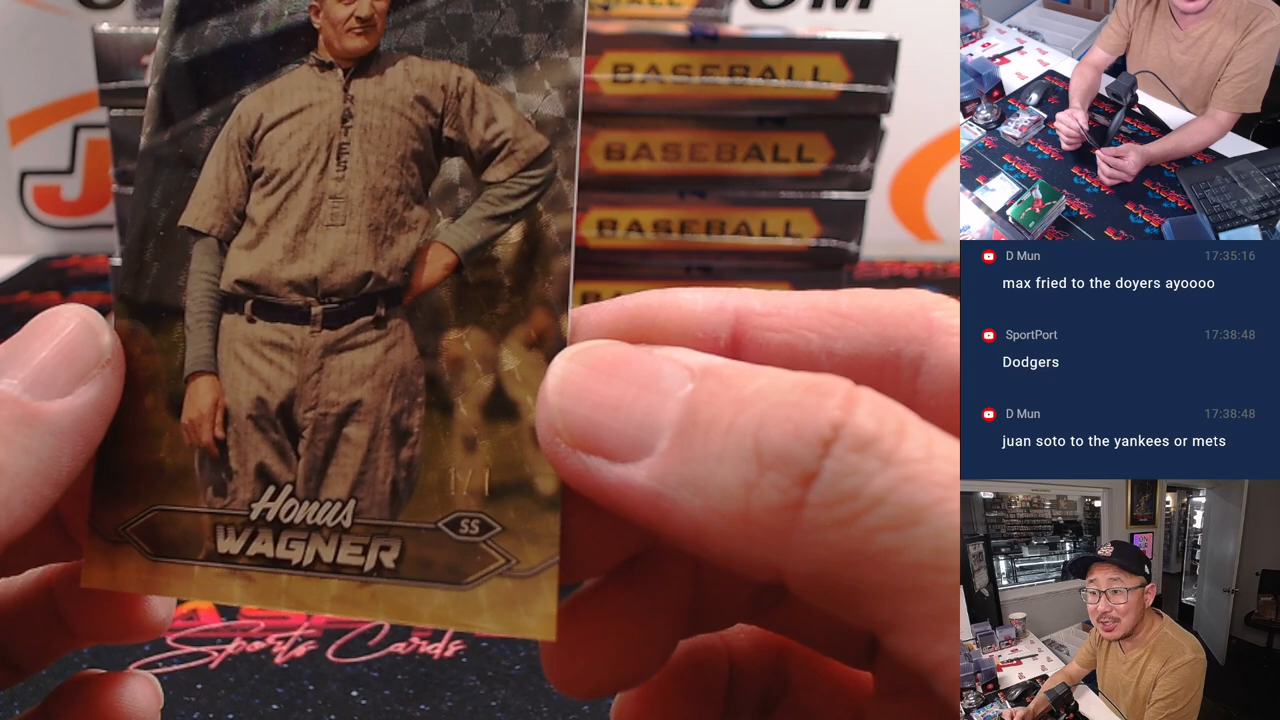 BASEBALL
BASEBALL
BASEBALL
1/1
Honus
SS
WAGNER
Sports Cards
D Mun 17:35:16
max fried to the doyers ayoooo
SportPort 17:38:48
Dodgers
D Mun 17:38:48
juan soto to the yankees or mets